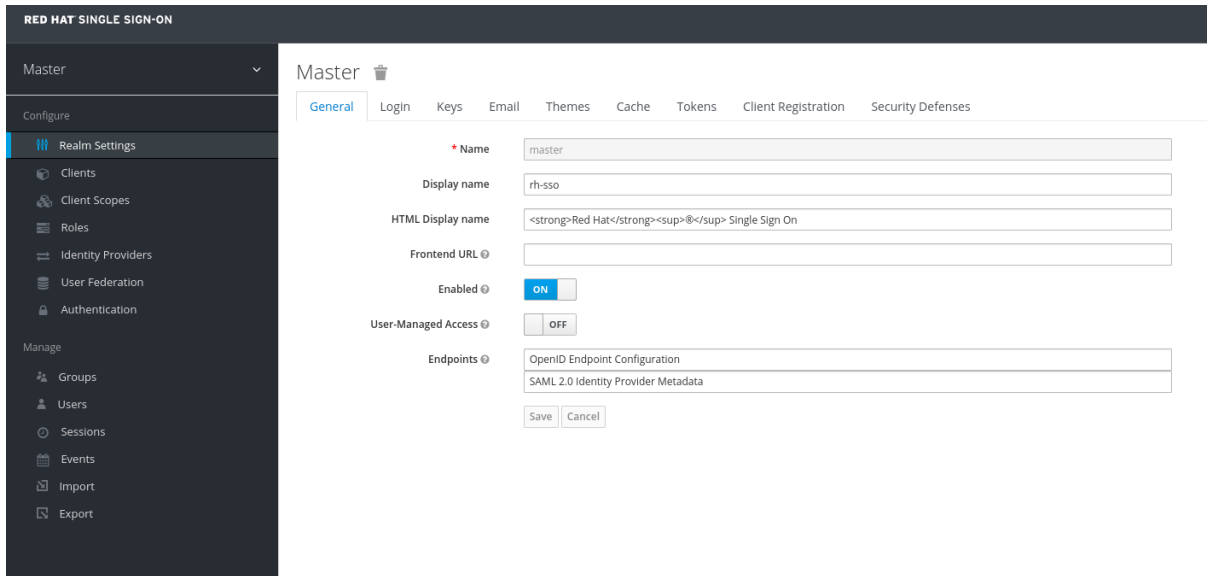 RED HAT SINGLE SIGN-ON
Master
Configure
Realm Settings
Clients
Client Scopes
Roles
Identity Providers
User Federation
Authentication
Manage
Groups
Users
Sessions
Events
Import
Export
Master
General Login Keys Email Themes Cache Tokens Client Registration Security Defenses
* Name master
Display name rh-sso
HTML Display name <strong>Red Hat</strong><sup>®</sup> Single Sign On
Frontend URL
Enabled ON
User-Managed Access OFF
Endpoints OpenID Endpoint Configuration
SAML 2.0 Identity Provider Metadata
Save Cancel